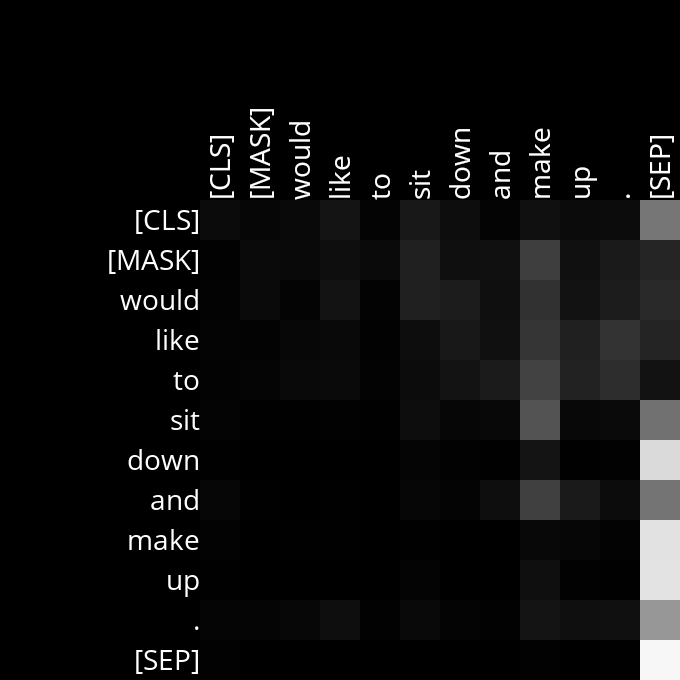 [CLS] [MASK] would like to sit down and make up . [SEP]
[CLS]
[MASK]
would
like
to
sit
down
and
make
up
.
[SEP]